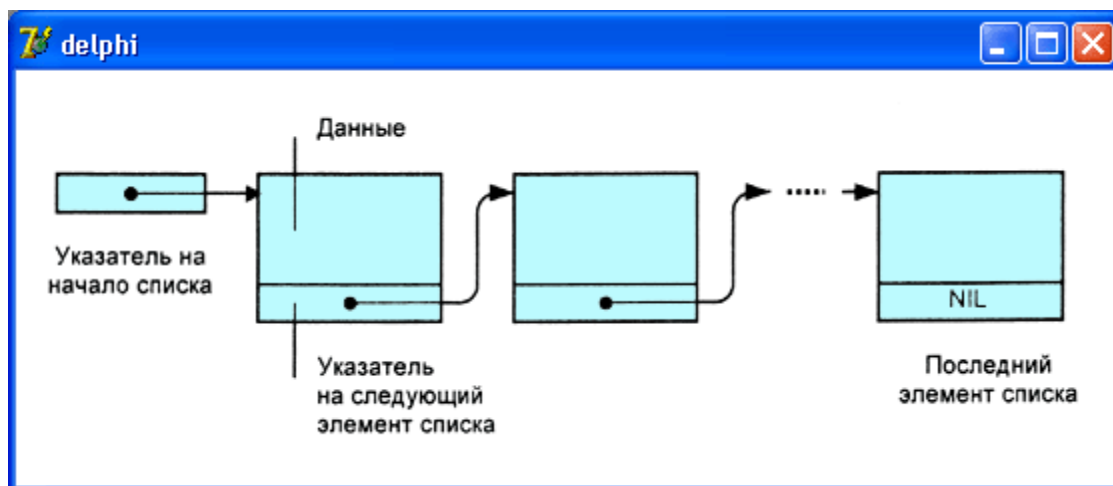 delphi
Данные
Указатель на
начало списка
NIL
Указатель
на следующий
элемент списка
Последний
элемент списка